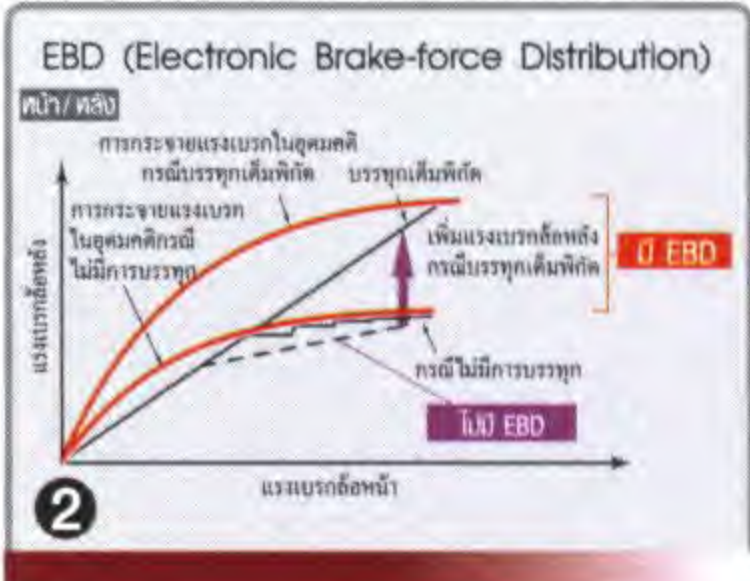 EBD (Electronic Brake-force Distribution)
หน้า/หลัง
การกระจายแรงเบรกในอุดมคติ
กรณีบรรทุกเต็มพิกัด
บรรทุกเต็มพิกัด
การกระจายแรงเบรก
ในอุดมคติกรณี
ไม่มีการบรรทุก
เพิ่มแรงเบรกล้อหลัง
กรณีบรรทุกเต็มพิกัด
มี EBD
แรงเบรกล้อหลัง
กรณีไม่มีการบรรทุก
ไม่มี EBD
แรงเบรกล้อหน้า
2